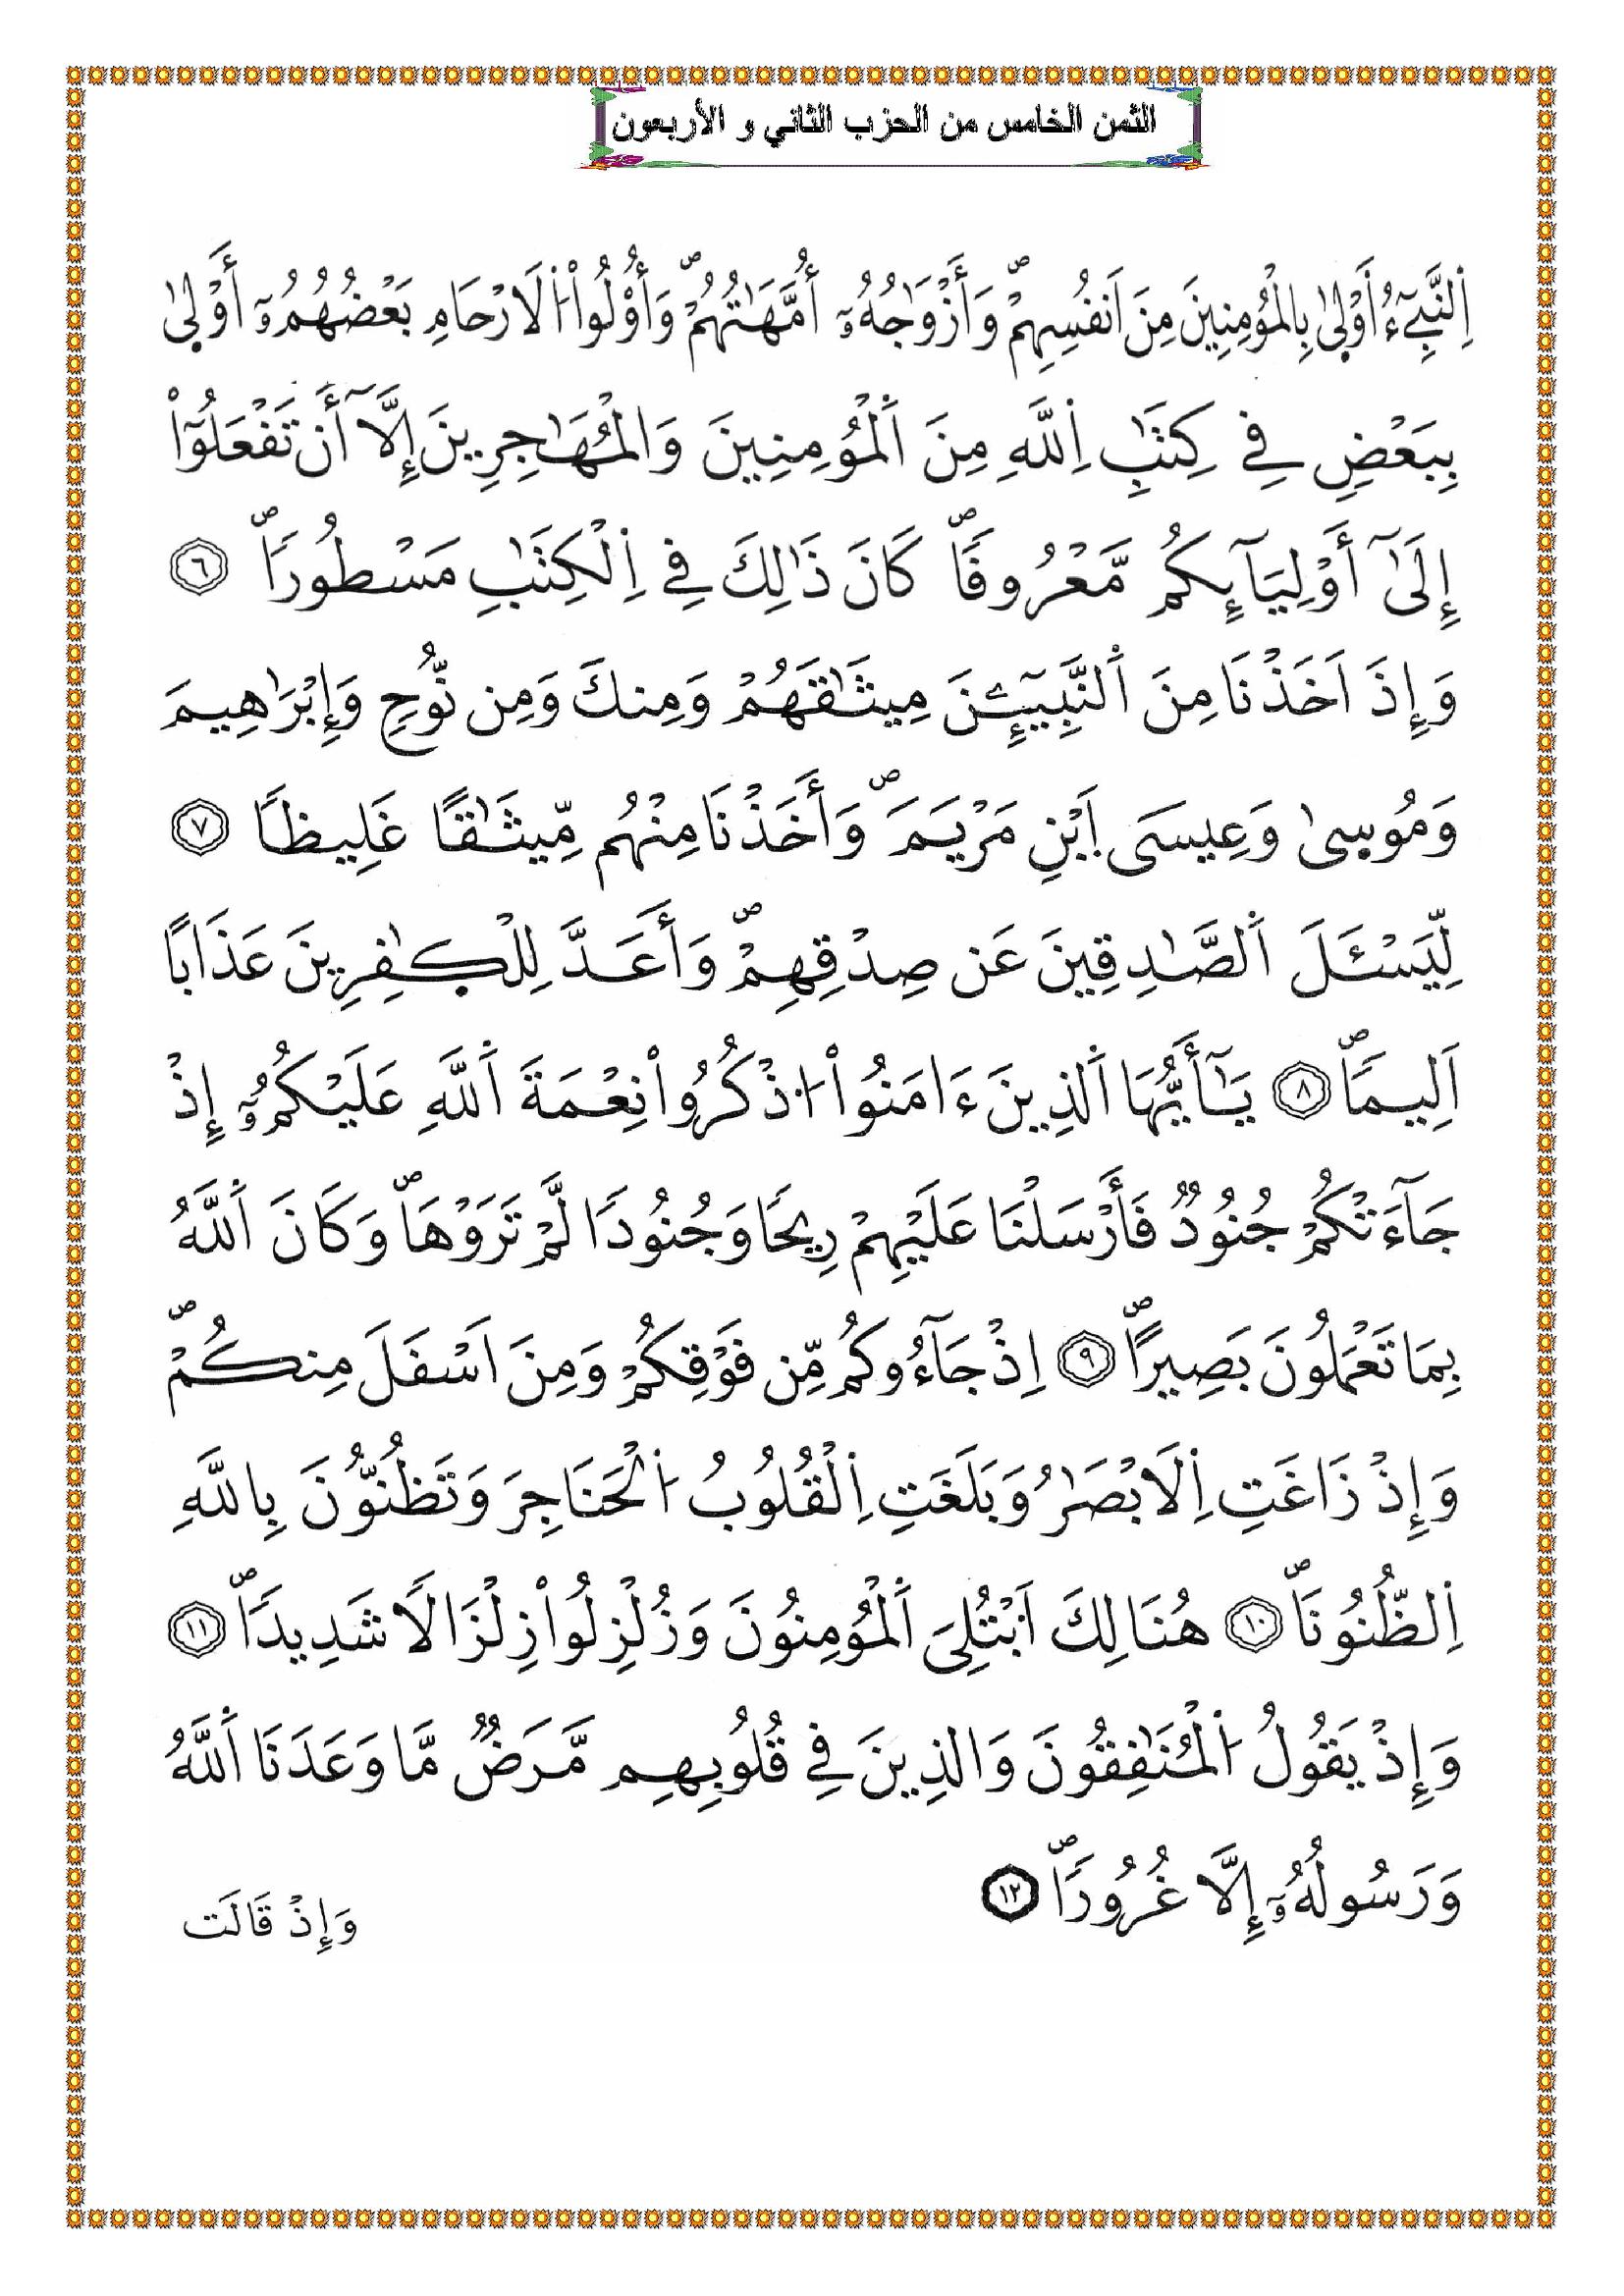 الثمن الخامس من الحزب الثاني و الأربعون
اِ۬لنَّبِےٓءُ اَ۬وْل۪يٰ بِالْمُؤْمِنِينَ مِنَ اَنفُسِهِمْۖ وَأَزْوَٰجُهُۥٓ أُمَّهَٰتُهُمْۖ وَأُوْلُواْ اُ۬لَارْحَامِ بَعْضُهُمُۥٓ أَوْل۪يٰ
بِبَعْضٖ فِے كِتَٰبِ اِ۬للَّهِ مِنَ اَ۬لْمُؤْمِنِينَ وَالْمُهَٰجِرِينَ إِلَّآ أَن تَفْعَلُوٓاْ
إِلَىٰٓ أَوْلِيَآئِكُم مَّعْرُوفاٗۖ كَانَ ذَٰلِكَ فِے اِ۬لْكِتَٰبِ مَسْطُوراٗۖ ٦
وَإِذَ اَخَذْنَا مِنَ اَ۬لنَّبِيٓـِٕۧنَ مِيثَٰقَهُمْ وَمِنكَ وَمِن نُّوحٖ وَإِبْرَٰهِيمَ
وَمُوس۪يٰ وَعِيسَى اَ۪بْنِ مَرْيَمَۖ وَأَخَذْنَا مِنْهُم مِّيثَٰقاً غَلِيظاٗ ٧
لِّيَسْـَٔلَ اَ۬لصَّٰدِقِينَ عَن صِدْقِهِمْۖ وَأَعَدَّ لِلْكٰ۪فِرِينَ عَذَاباً
اَلِيماٗۖ ٨ يَٰٓأَيُّهَا اَ۬لذِينَ ءَامَنُواْ اُ۟ذْكُرُواْ نِعْمَةَ اَ۬للَّهِ عَلَيْكُمُۥٓ إِذْ
جَآءَتْكُمْ جُنُودٞ فَأَرْسَلْنَا عَلَيْهِمْ رِيحاٗ وَجُنُوداٗ لَّمْ تَرَوْهَاۖ وَكَانَ اَ۬للَّهُ
بِمَا تَعْمَلُونَ بَصِيراًۖ ٩ اِذْ جَآءُوكُم مِّن فَوْقِكُمْ وَمِنَ اَسْفَلَ مِنكُمْۖ
وَإِذْ زَاغَتِ اِ۬لَابْصَٰرُ وَبَلَغَتِ اِ۬لْقُلُوبُ اُ۬لْحَنَاجِرَ وَتَظُنُّونَ بِاللَّهِ
اِ۬لظُّنُونَاۖ ١٠ هُنَالِكَ اَ۟بْتُلِيَ اَ۬لْمُؤْمِنُونَ وَزُلْزِلُواْ زِلْزَالاٗ شَدِيداٗۖ ١١
وَإِذْ يَقُولُ اُ۬لْمُنَٰفِقُونَ وَالذِينَ فِے قُلُوبِهِم مَّرَضٞ مَّا وَعَدَنَا اَ۬للَّهُ
وَرَسُولُهُۥٓ إِلَّا غُرُوراٗۖ ١٢
وَإِذْ قَالَت